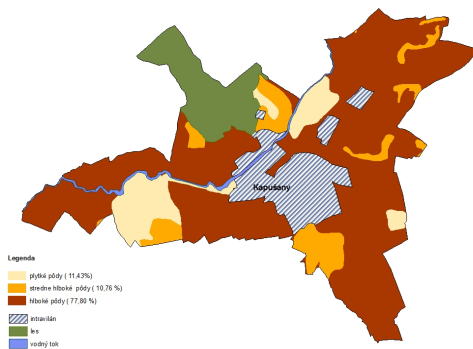 Kapušany
Legenda
plytké pôdy ( 11,43%)
stredne hlboké pôdy ( 10,76 %)
hlboké pôdy ( 77,80 %)
intravilán
les
vodný tok